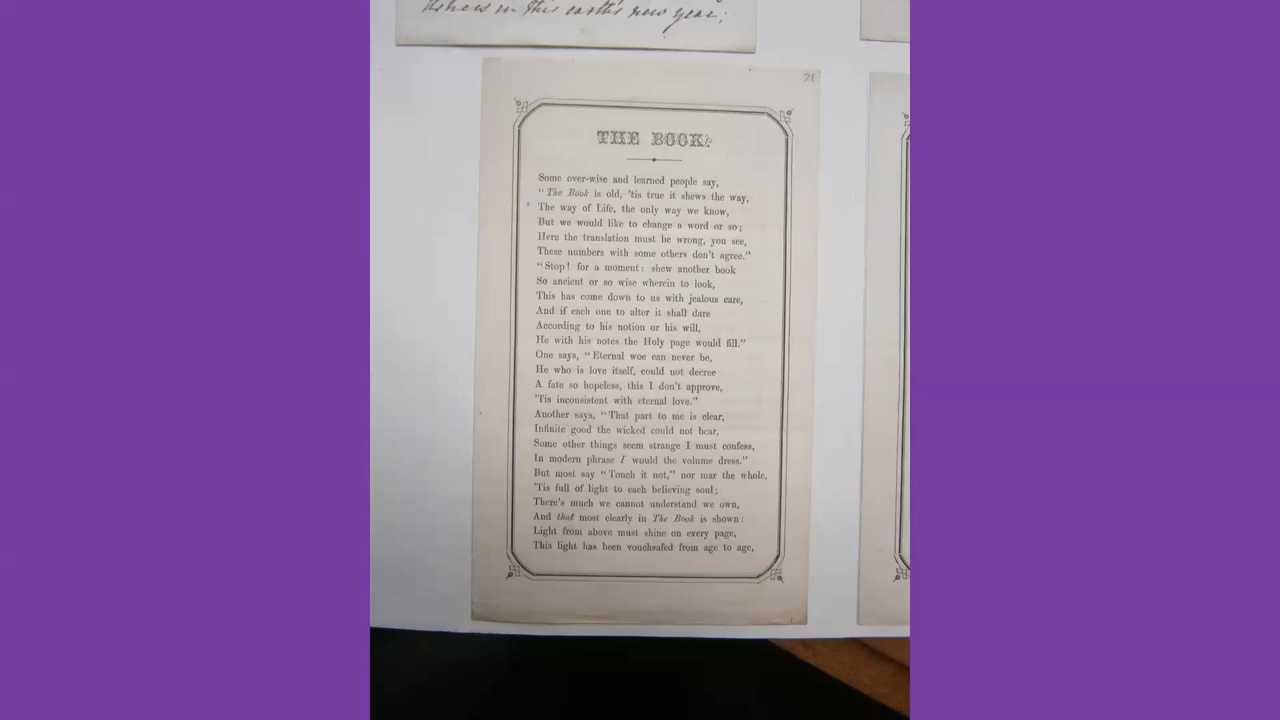 in this earth's new year;
21
THE BOOK.
Some over-wise and learned people say,
"The Book is old, 'tis true it shews the way,
The way of Life, the only way we know,
But we would like to change a word or so;
Here the translation must be wrong, you see,
These numbers with some others don't agree."
"Stop! for a moment: shew another book
So ancient or so wise wherein to look,
This has come down to us with jealous care,
And if each one to alter it shall dare
According to his notion or his will,
He with his notes the Holy page would fill."
One says, "Eternal woe can never be,
He who is love itself, could not decree
A fate so hopeless, this I don't approve,
'Tis inconsistent with eternal love."
Another says, "That part to me is clear,
Infinite good the wicked could not bear,
Some other things seem strange I must confess,
In modern phrase I would the volume dress."
But most say "Touch it not," nor mar the whole,
'Tis full of light to each believing soul;
There's much we cannot understand we own,
And that most clearly in The Book is shown:
Light from above must shine on every page,
This light has been vouchsafed from age to age,